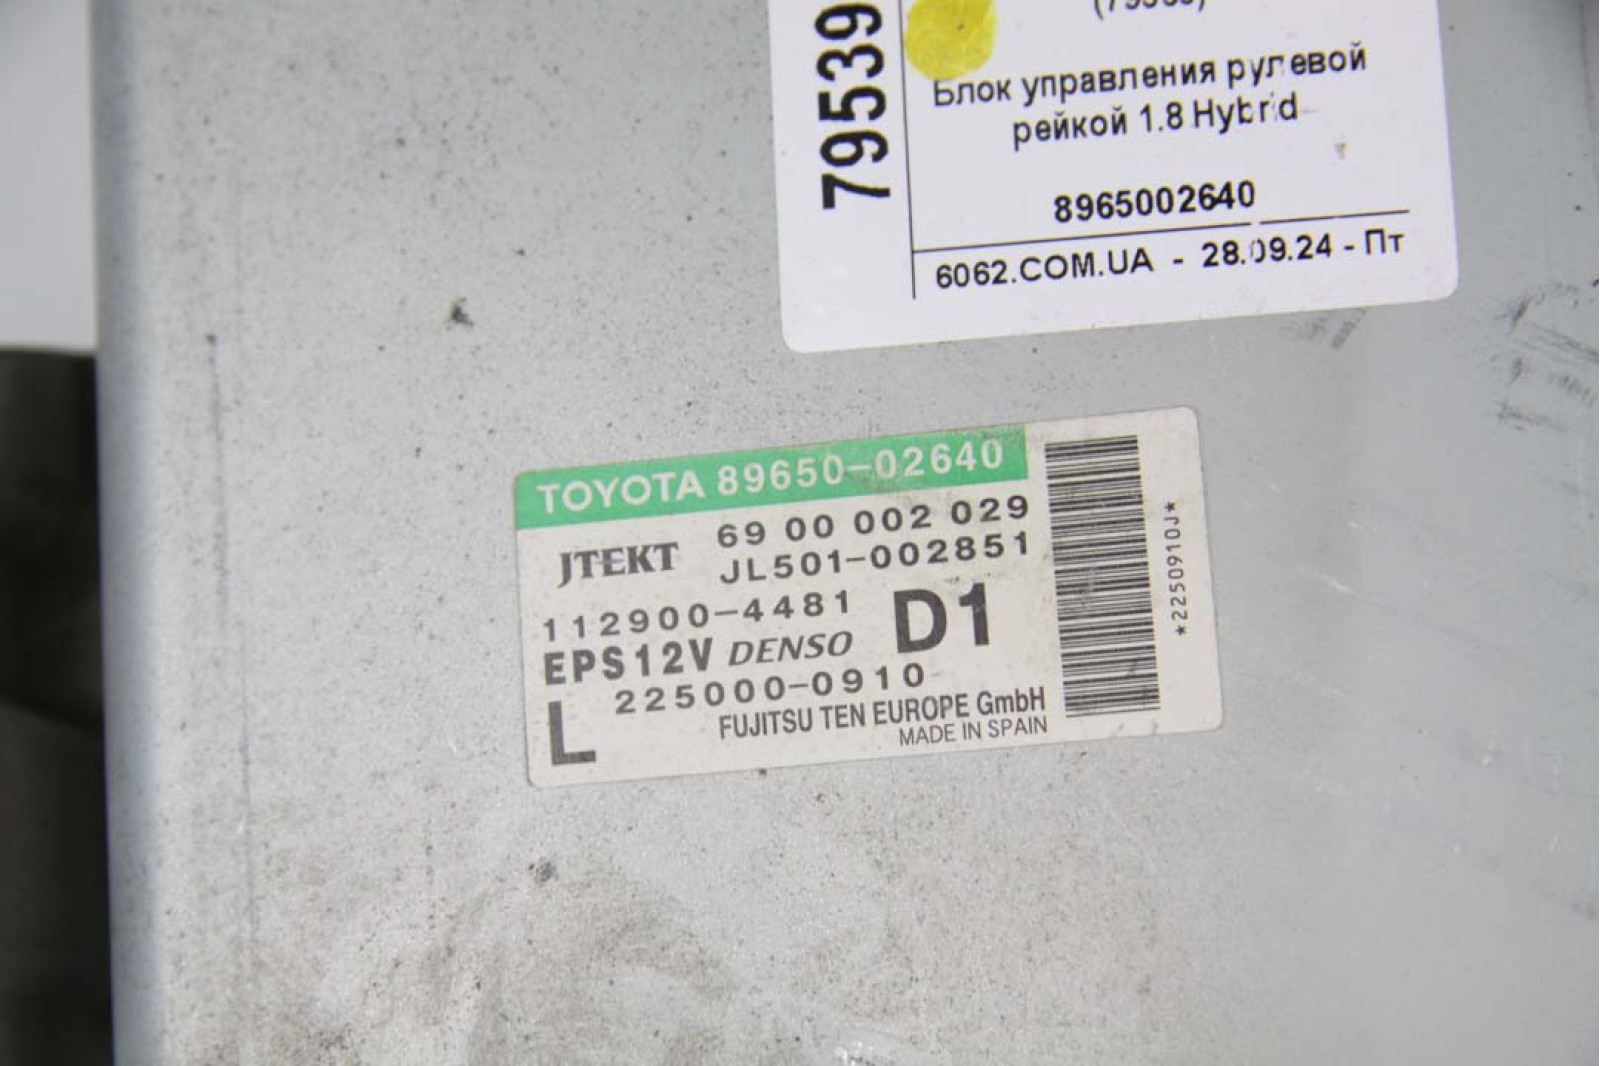 79539
Блок управления рулевой
рейкой 1.8 Hybrid
8965002640
6062.COM.UA - 28.09.24 - Пт
TOYOTA 89650-02640
69 00 002 029
JTEKT
JL501-002851
112900-4481
D1
EPS12V DENSO
225000-0910
L
FUJITSU TEN EUROPE GmbH
MADE IN SPAIN
*2250910J*